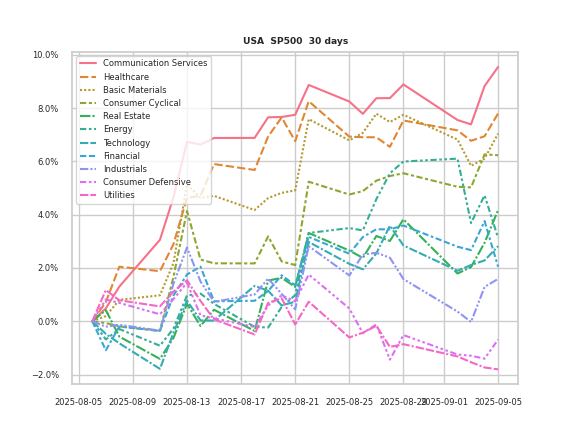 USA SP500 30 days
10.0%
8.0%
6.0%
4.0%
2.0%
0.0%
−2.0%
Communication Services
Healthcare
Basic Materials
Consumer Cyclical
Real Estate
Energy
Technology
Financial
Industrials
Consumer Defensive
Utilities
2025-08-05
2025-08-09
2025-08-13
2025-08-17
2025-08-21
2025-08-25
2025-08-29
2025-09-01
2025-09-05